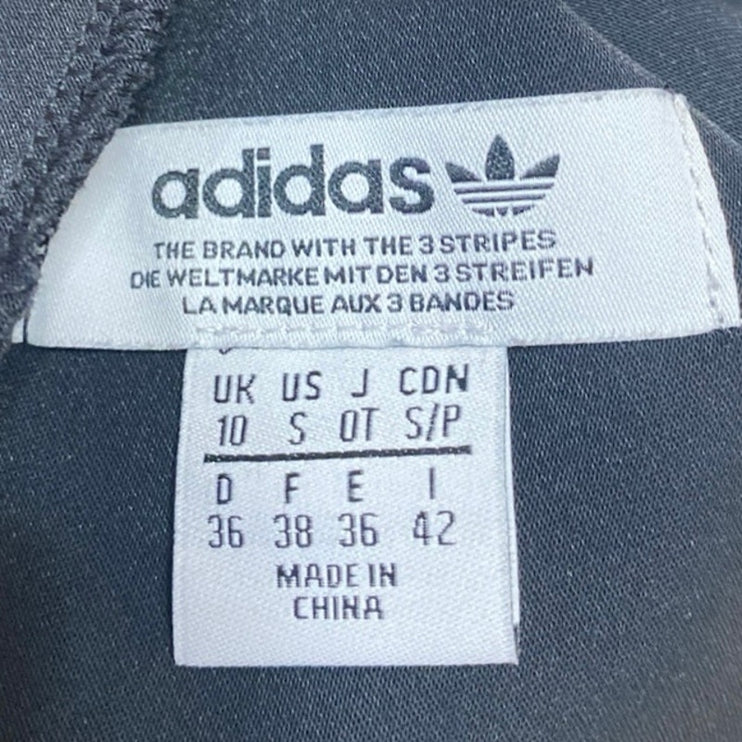 adidas
THE BRAND WITH THE 3 STRIPES
DIE WELTMARKE MIT DEN 3 STREIFEN
LA MARQUE AUX 3 BANDES
UK US J CDN
10 S OT S/P
D F E I
36 38 36 42
MADE IN
CHINA